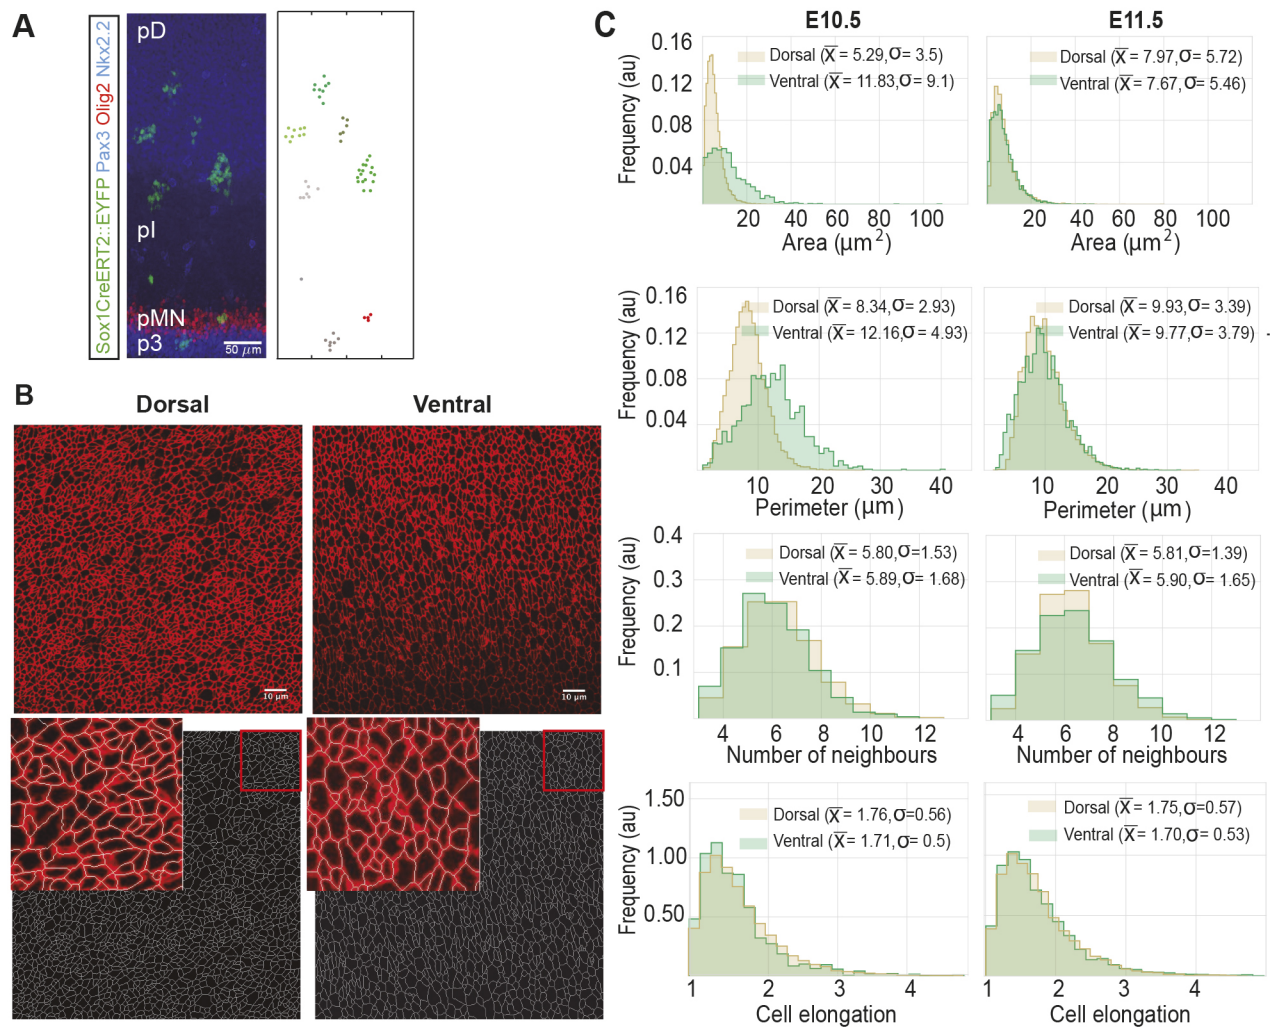 A
Sox1CreERT2::EYFP Pax3 Olig2 Nkx2.2
pD
pI
pMN
p3
50 μm
B
Dorsal
Ventral
10 μm
10 μm
C
E10.5
E11.5
Frequency (au)
0.16
0.12
0.08
0.04
Dorsal (x̅ = 5.29,σ= 3.5)
Ventral (x̅ = 11.83,σ= 9.1)
20 40 60 80 100
Area (μm²)
Dorsal (x̅ = 7.97,σ= 5.72)
Ventral (x̅ = 7.67,σ= 5.46)
20 40 60 80 100
Area (μm²)
Frequency (au)
0.16
0.12
0.08
0.04
Dorsal (x̅ = 8.34,σ= 2.93)
Ventral (x̅ = 12.16,σ= 4.93)
10 20 30 40
Perimeter (μm)
Dorsal (x̅ = 9.93,σ= 3.39)
Ventral (x̅ = 9.77,σ= 3.79)
10 20 30 40
Perimeter (μm)
Frequency (au)
0.4
0.3
0.2
0.1
Dorsal (x̅ = 5.80,σ=1.53)
Ventral (x̅ = 5.89,σ= 1.68)
4 6 8 10 12
Number of neighbours
Dorsal (x̅ = 5.81,σ=1.39)
Ventral (x̅ = 5.90,σ= 1.65)
4 6 8 10 12
Number of neighbours
Frequency (au)
1.50
1.00
0.50
Dorsal (x̅ = 1.76,σ=0.56)
Ventral (x̅ = 1.71,σ= 0.5)
1 2 3 4
Cell elongation
Dorsal (x̅ = 1.75,σ=0.57)
Ventral (x̅ = 1.70,σ= 0.53)
1 2 3 4
Cell elongation